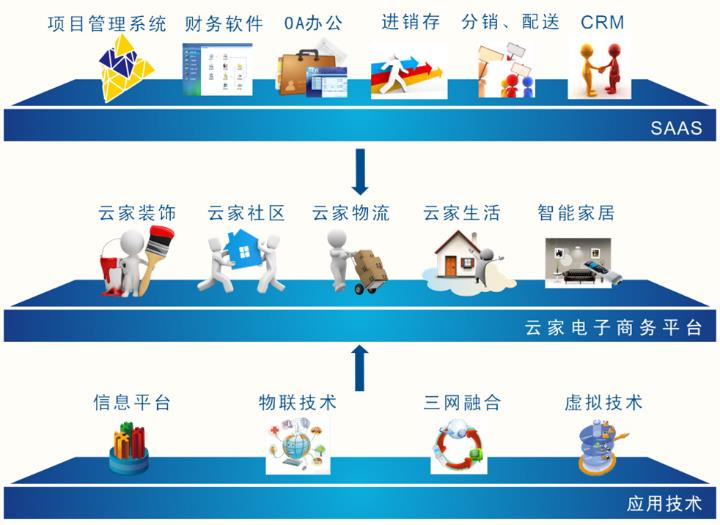 项目管理系统 财务软件 OA办公 进销存 分销、配送 CRM
SAAS
云家装饰 云家社区 云家物流 云家生活 智能家居
云家电子商务平台
信息平台 物联技术 三网融合 虚拟技术
应用技术